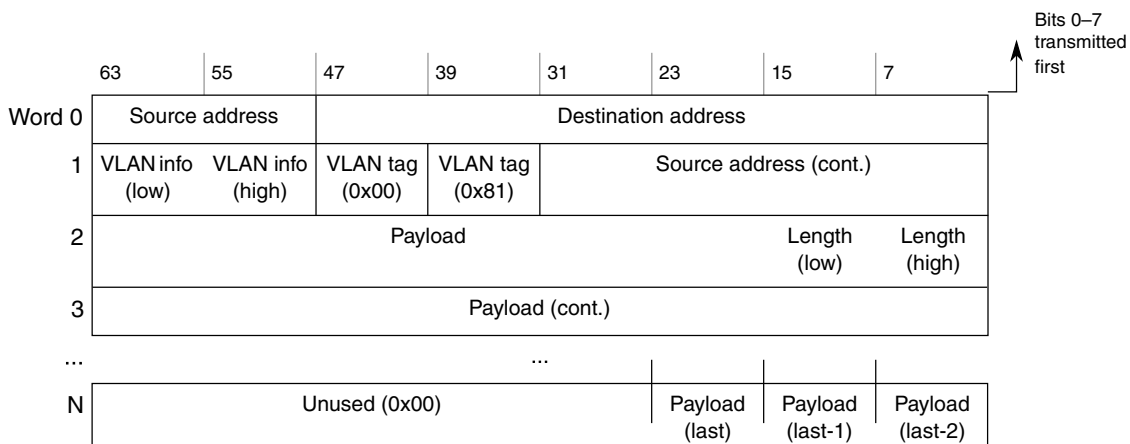 Bits 0–7
transmitted
first
63 55 47 39 31 23 15 7
Word 0 Source address Destination address
1 VLAN info VLAN info VLAN tag VLAN tag Source address (cont.)
(low) (high) (0x00) (0x81)
2 Payload Length Length
(low) (high)
3 Payload (cont.)
... ...
N Unused (0x00) Payload Payload Payload
(last) (last-1) (last-2)